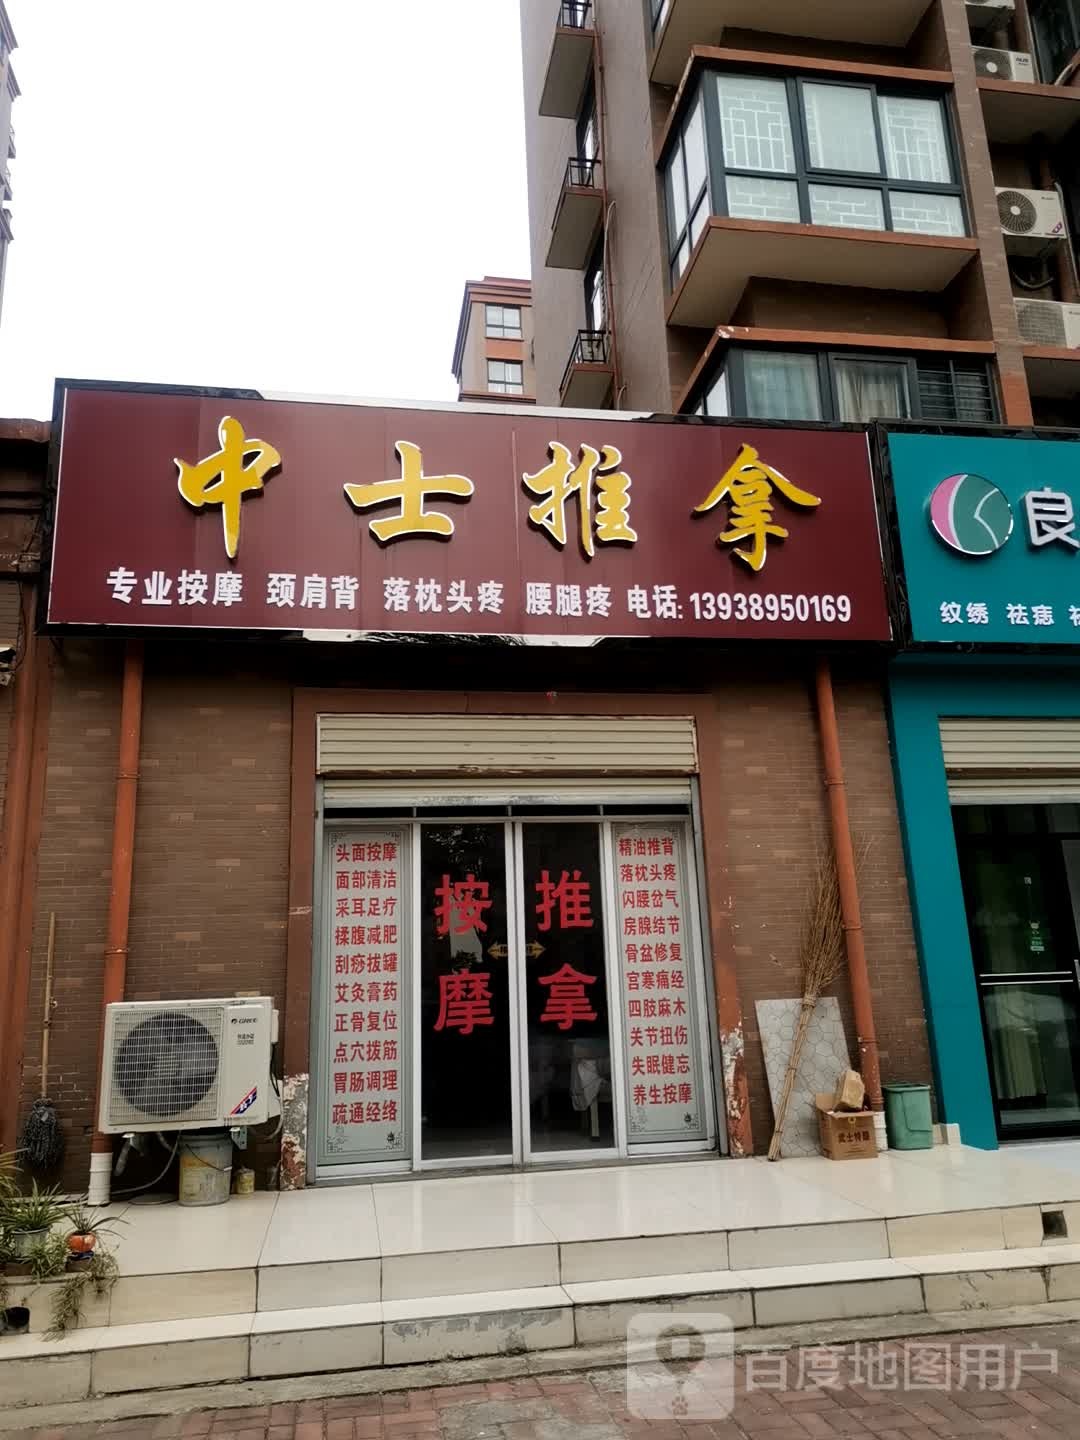 中士推拿
专业按摩 颈肩背 落枕头疼 腰腿疼 电话: 13938950169
良
纹绣 祛痣
头面按摩
面部清洁
采耳足疗
揉腹减肥
刮痧拔罐
艾灸膏药
正骨复位
点穴拨筋
胃肠调理
疏通经络
按摩
推拿
精油推背
落枕头疼
闪腰岔气
房腺结节
骨盆修复
宫寒痛经
四肢麻木
关节扭伤
失眠健忘
养生按摩
GREE
百度地图用户